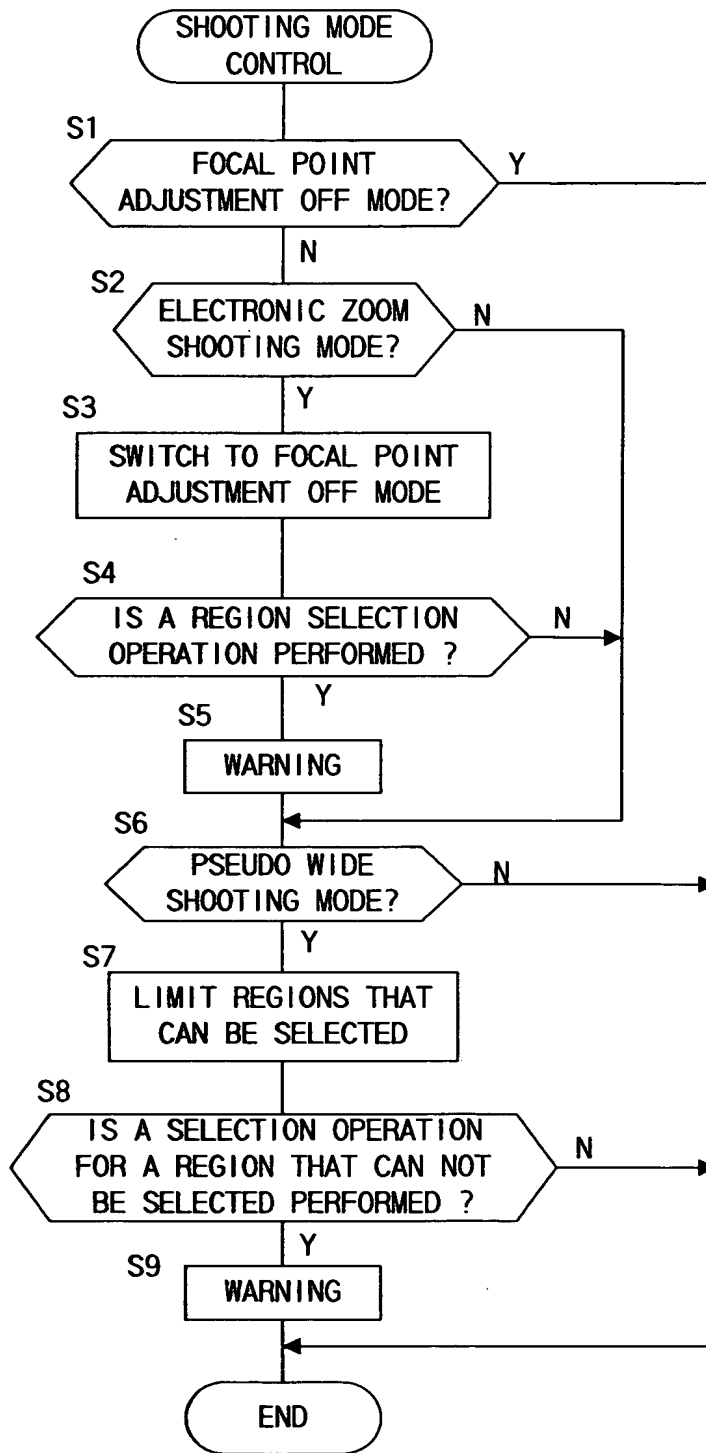 SHOOTING MODE
CONTROL
S1
FOCAL POINT
ADJUSTMENT OFF MODE?
Y
N
S2
ELECTRONIC ZOOM
SHOOTING MODE?
N
Y
S3
SWITCH TO FOCAL POINT
ADJUSTMENT OFF MODE
S4
IS A REGION SELECTION
OPERATION PERFORMED ?
N
Y
S5
WARNING
S6
PSEUDO WIDE
SHOOTING MODE?
N
Y
S7
LIMIT REGIONS THAT
CAN BE SELECTED
S8
IS A SELECTION OPERATION
FOR A REGION THAT CAN NOT
BE SELECTED PERFORMED ?
N
Y
S9
WARNING
END